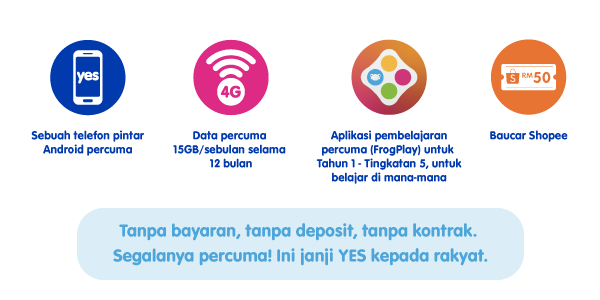 yes
4G
RM50
Sebuah telefon pintar
Android percuma
Data percuma
15GB/sebulan selama
12 bulan
Aplikasi pembelajaran
percuma (FrogPlay) untuk
Tahun 1 - Tingkatan 5, untuk
belajar di mana-mana
Baucar Shopee
Tanpa bayaran, tanpa deposit, tanpa kontrak.
Segalanya percuma! Ini janji YES kepada rakyat.